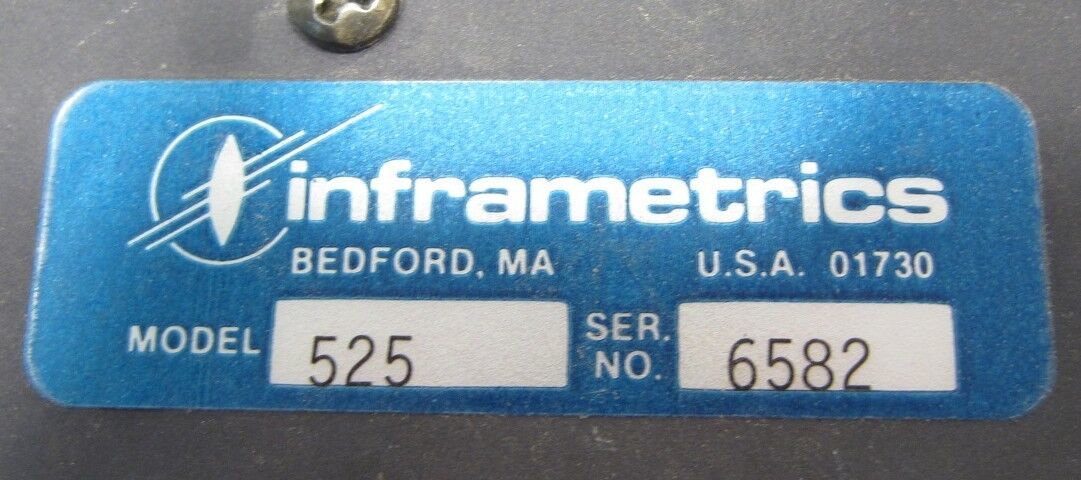 inframetrics
BEDFORD, MA U.S.A. 01730
MODEL 525 SER. NO. 6582